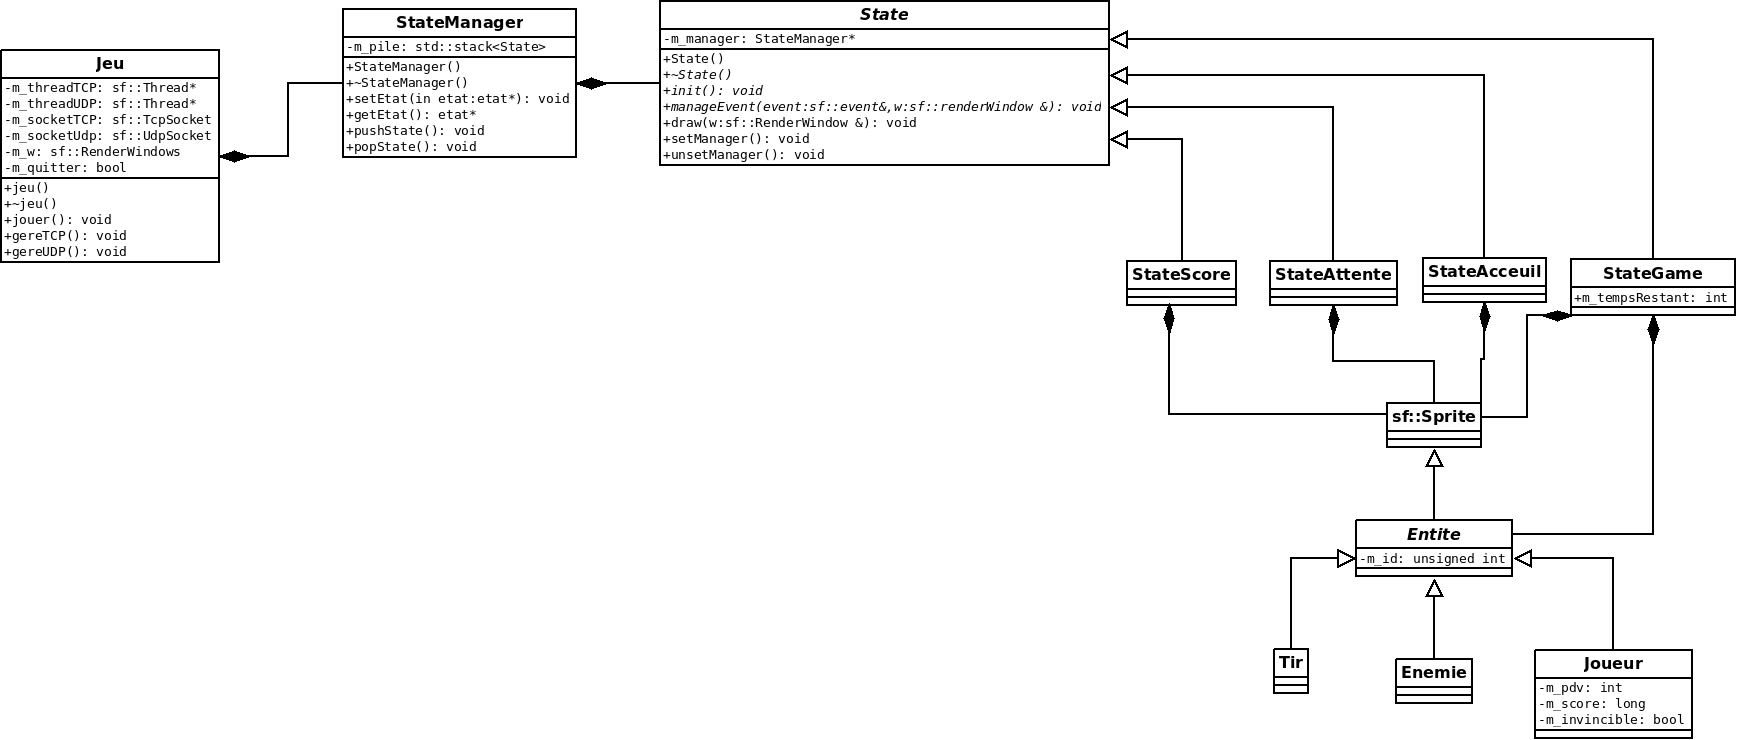 Jeu
-m_threadTCP: sf::Thread*
-m_threadUDP: sf::Thread*
-m_socketTCP: sf::TcpSocket
-m_socketUdp: sf::UdpSocket
-m_w: sf::RenderWindows
-m_quitter: bool
+jeu()
+~jeu()
+jouer(): void
+gereTCP(): void
+gereUDP(): void
StateManager
-m_pile: std::stack<State>
+StateManager()
+~StateManager()
+setEtat(in etat:etat*): void
+getEtat(): etat*
+pushState(): void
+popState(): void
State
-m_manager: StateManager*
+State()
+~State()
+init(): void
+manageEvent(event:sf::event&,w:sf::renderWindow &): void
+draw(w:sf::RenderWindow &): void
+setManager(): void
+unsetManager(): void
StateScore
StateAttente
StateAcceuil
StateGame
+m_tempsRestant: int
sf::Sprite
Entite
-m_id: unsigned int
Tir
Enemie
Joueur
-m_pdv: int
-m_score: long
-m_invincible: bool